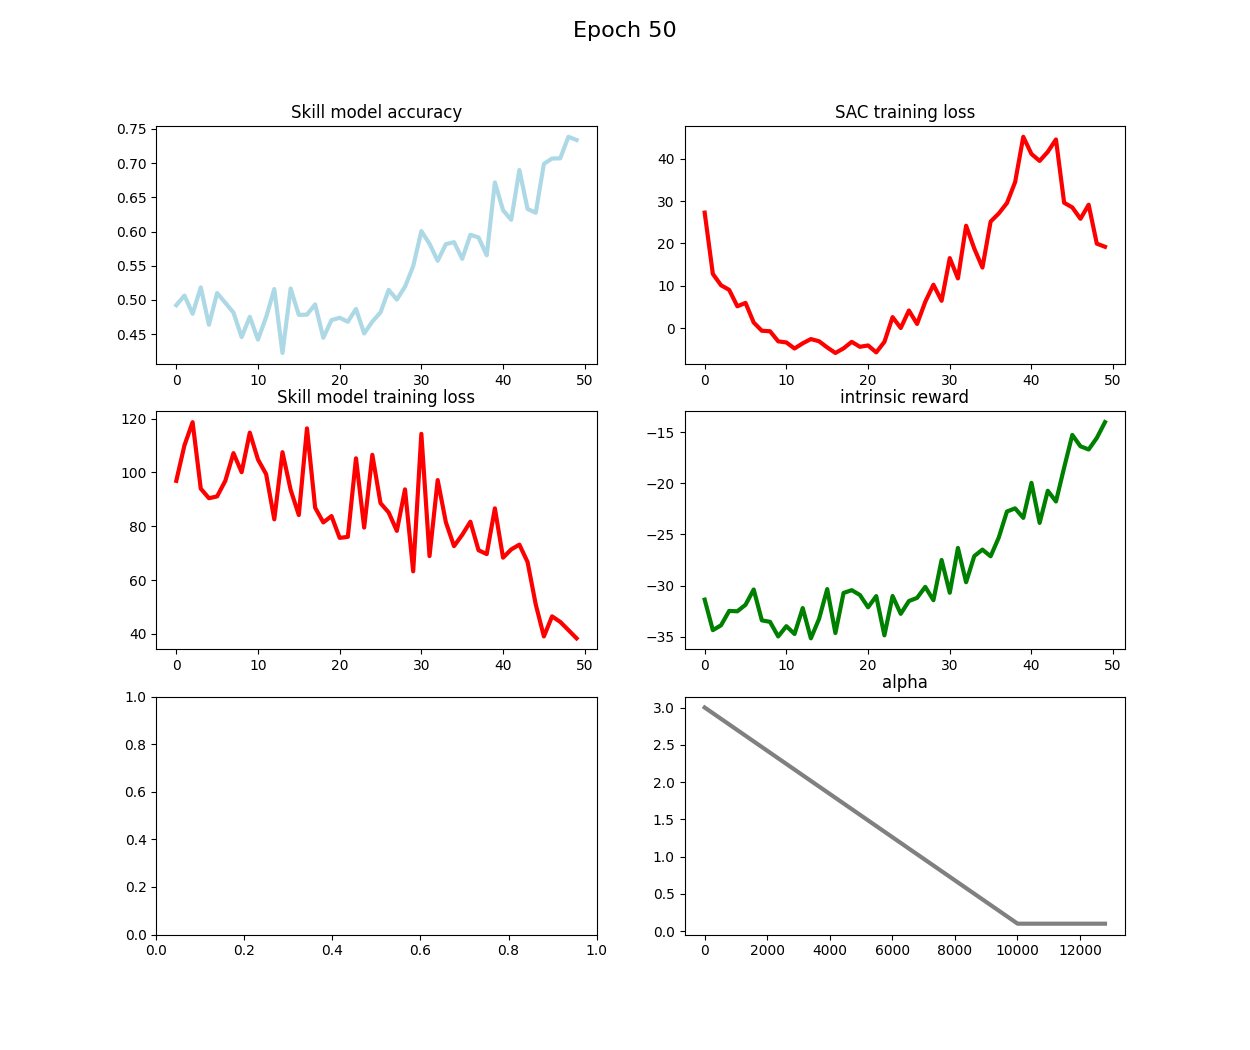 Epoch 50
Skill model accuracy
0.75
0.70
0.65
0.60
0.55
0.50
0.45
0 10 20 30 40 50
SAC training loss
40
30
20
10
0
0 10 20 30 40 50
Skill model training loss
120
100
80
60
40
0 10 20 30 40 50
intrinsic reward
−15
−20
−25
−30
−35
0 10 20 30 40 50
1.0
0.8
0.6
0.4
0.2
0.0
0.0 0.2 0.4 0.6 0.8 1.0
alpha
3.0
2.5
2.0
1.5
1.0
0.5
0.0
0 2000 4000 6000 8000 10000 12000